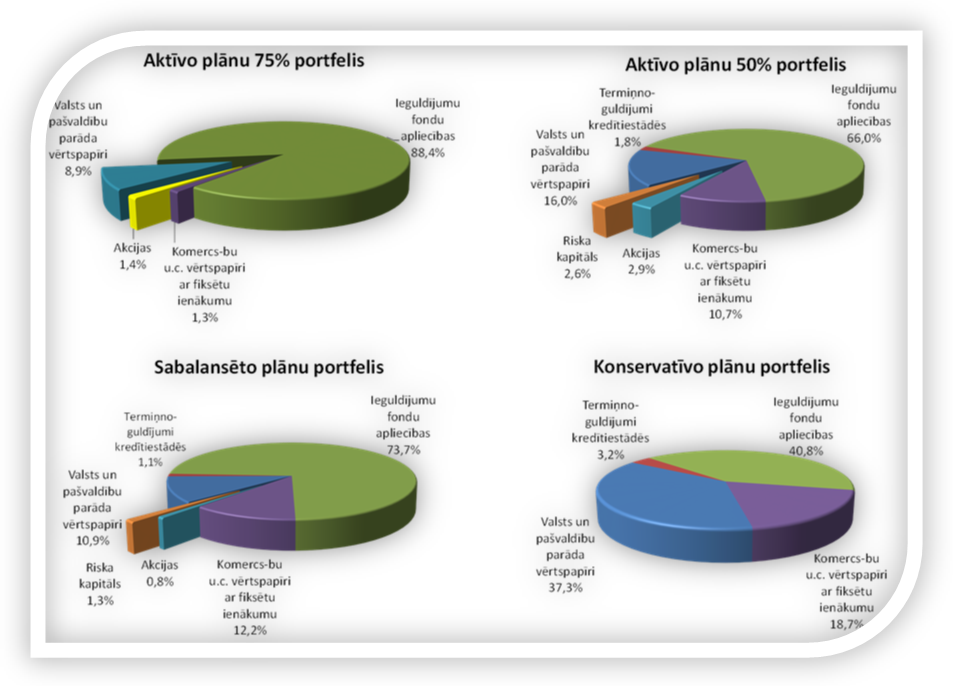 Aktīvo plānu 75% portfelis
Valsts un
pašvaldību
parāda
vērtspapīri
8,9%
Ieguldījumu
fondu
apliecības
88,4%
Akcijas
1,4%
Komercs-bu
u.c. vērtspapīri
ar fiksētu
ienākumu
1,3%
Aktīvo plānu 50% portfelis
Termiņno-
guldījumi
kredītiestādēs
1,8%
Ieguldījumu
fondu
apliecības
66,0%
Valsts un
pašvaldību
parāda
vērtspapīri
16,0%
Riska
kapitāls
2,6%
Akcijas
2,9%
Komercs-bu
u.c. vērtspapīri
ar fiksētu
ienākumu
10,7%
Sabalansēto plānu portfelis
Termiņno-
guldījumi
kredītiestādēs
1,1%
Ieguldījumu
fondu
apliecības
73,7%
Valsts un
pašvaldību
parāda
vērtspapīri
10,9%
Riska
kapitāls
1,3%
Akcijas
0,8%
Komercs-bu
u.c. vērtspapīri
ar fiksētu
ienākumu
12,2%
Konservatīvo plānu portfelis
Termiņno-
guldījumi
kredītiestādēs
3,2%
Ieguldījumu
fondu
apliecības
40,8%
Valsts un
pašvaldību
parāda
vērtspapīri
37,3%
Komercs-bu
u.c. vērtspapīri
ar fiksētu
ienākumu
18,7%